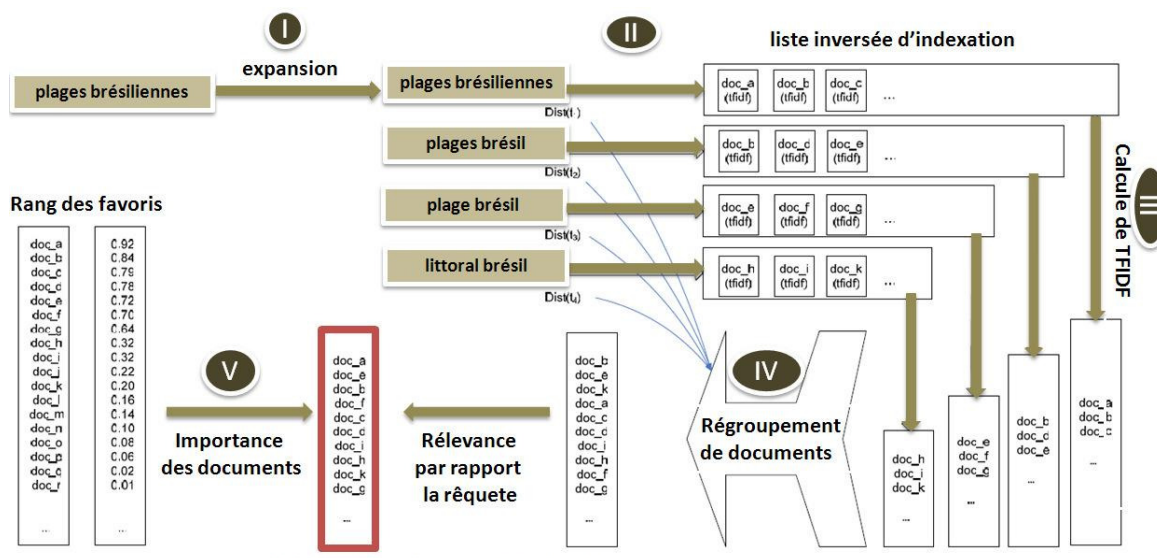 I
II
liste inversée d'indexation
expansion
plages brésiliennes
plages brésiliennes
doc_a
(tfidf)
doc_b
(tfidf)
doc_c
(tfidf)
...
plages brésil
Dist(t₂)
doc_b
(tfidf)
doc_d
(tfidf)
doc_e
(tfidf)
...
plage brésil
Dist(t₃)
doc_e
(tfidf)
doc_f
(tfidf)
doc_g
(tfidf)
...
littoral brésil
Dist(t₄)
doc_h
(tfidf)
doc_i
(tfidf)
doc_k
(tfidf)
...
III
Calcule de TFIDF
Rang des favoris
doc_a 0.92
doc_b 0.84
doc_c 0.79
doc_d 0.78
doc_e 0.72
doc_f 0.70
doc_g 0.64
doc_h 0.32
doc_i 0.32
doc_j 0.22
doc_k 0.20
doc_l 0.16
doc_m 0.14
doc_n 0.10
doc_o 0.08
doc_p 0.06
doc_q 0.02
doc_r 0.01
... ...
V
Importance
des documents
doc_a
doc_e
doc_b
doc_f
doc_c
doc_d
doc_i
doc_h
doc_k
doc_g
...
Rélevance
par rapport
la rêquete
doc_b
doc_e
doc_k
doc_a
doc_c
doc_d
doc_i
doc_h
doc_f
doc_g
...
IV
Régroupement
de documents
doc_h
doc_i
doc_k
...
doc_e
doc_f
doc_g
...
doc_b
doc_d
doc_e
...
doc_a
doc_b
doc_c
...